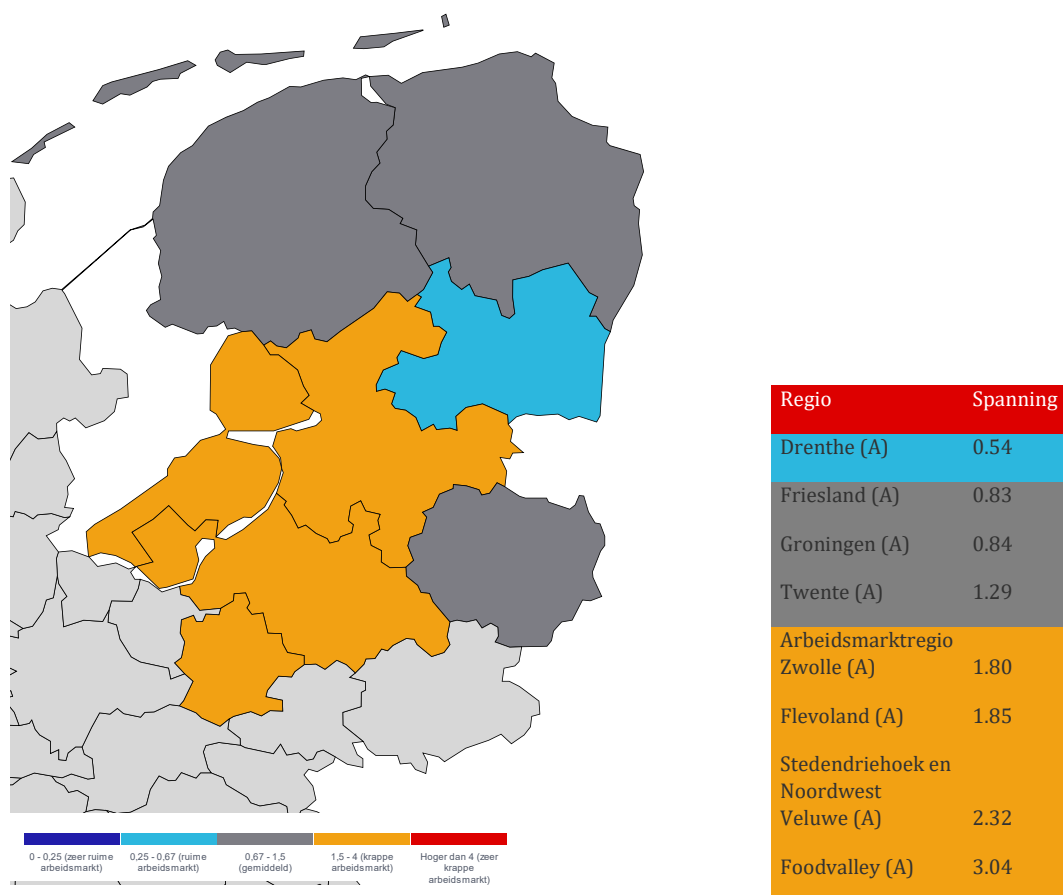 Regio Spanning
Drenthe (A) 0.54
Friesland (A) 0.83
Groningen (A) 0.84
Twente (A) 1.29
Arbeidsmarktregio
Zwolle (A) 1.80
Flevoland (A) 1.85
Stedendriehoek en
Noordwest
Veluwe (A) 2.32
Foodvalley (A) 3.04
0 - 0,25 (zeer ruime
arbeidsmarkt)
0,25 - 0,67 (ruime
arbeidsmarkt)
0,67 - 1,5
(gemiddeld)
1,5 - 4 (krappe
arbeidsmarkt)
Hoger dan 4 (zeer
krappe
arbeidsmarkt)